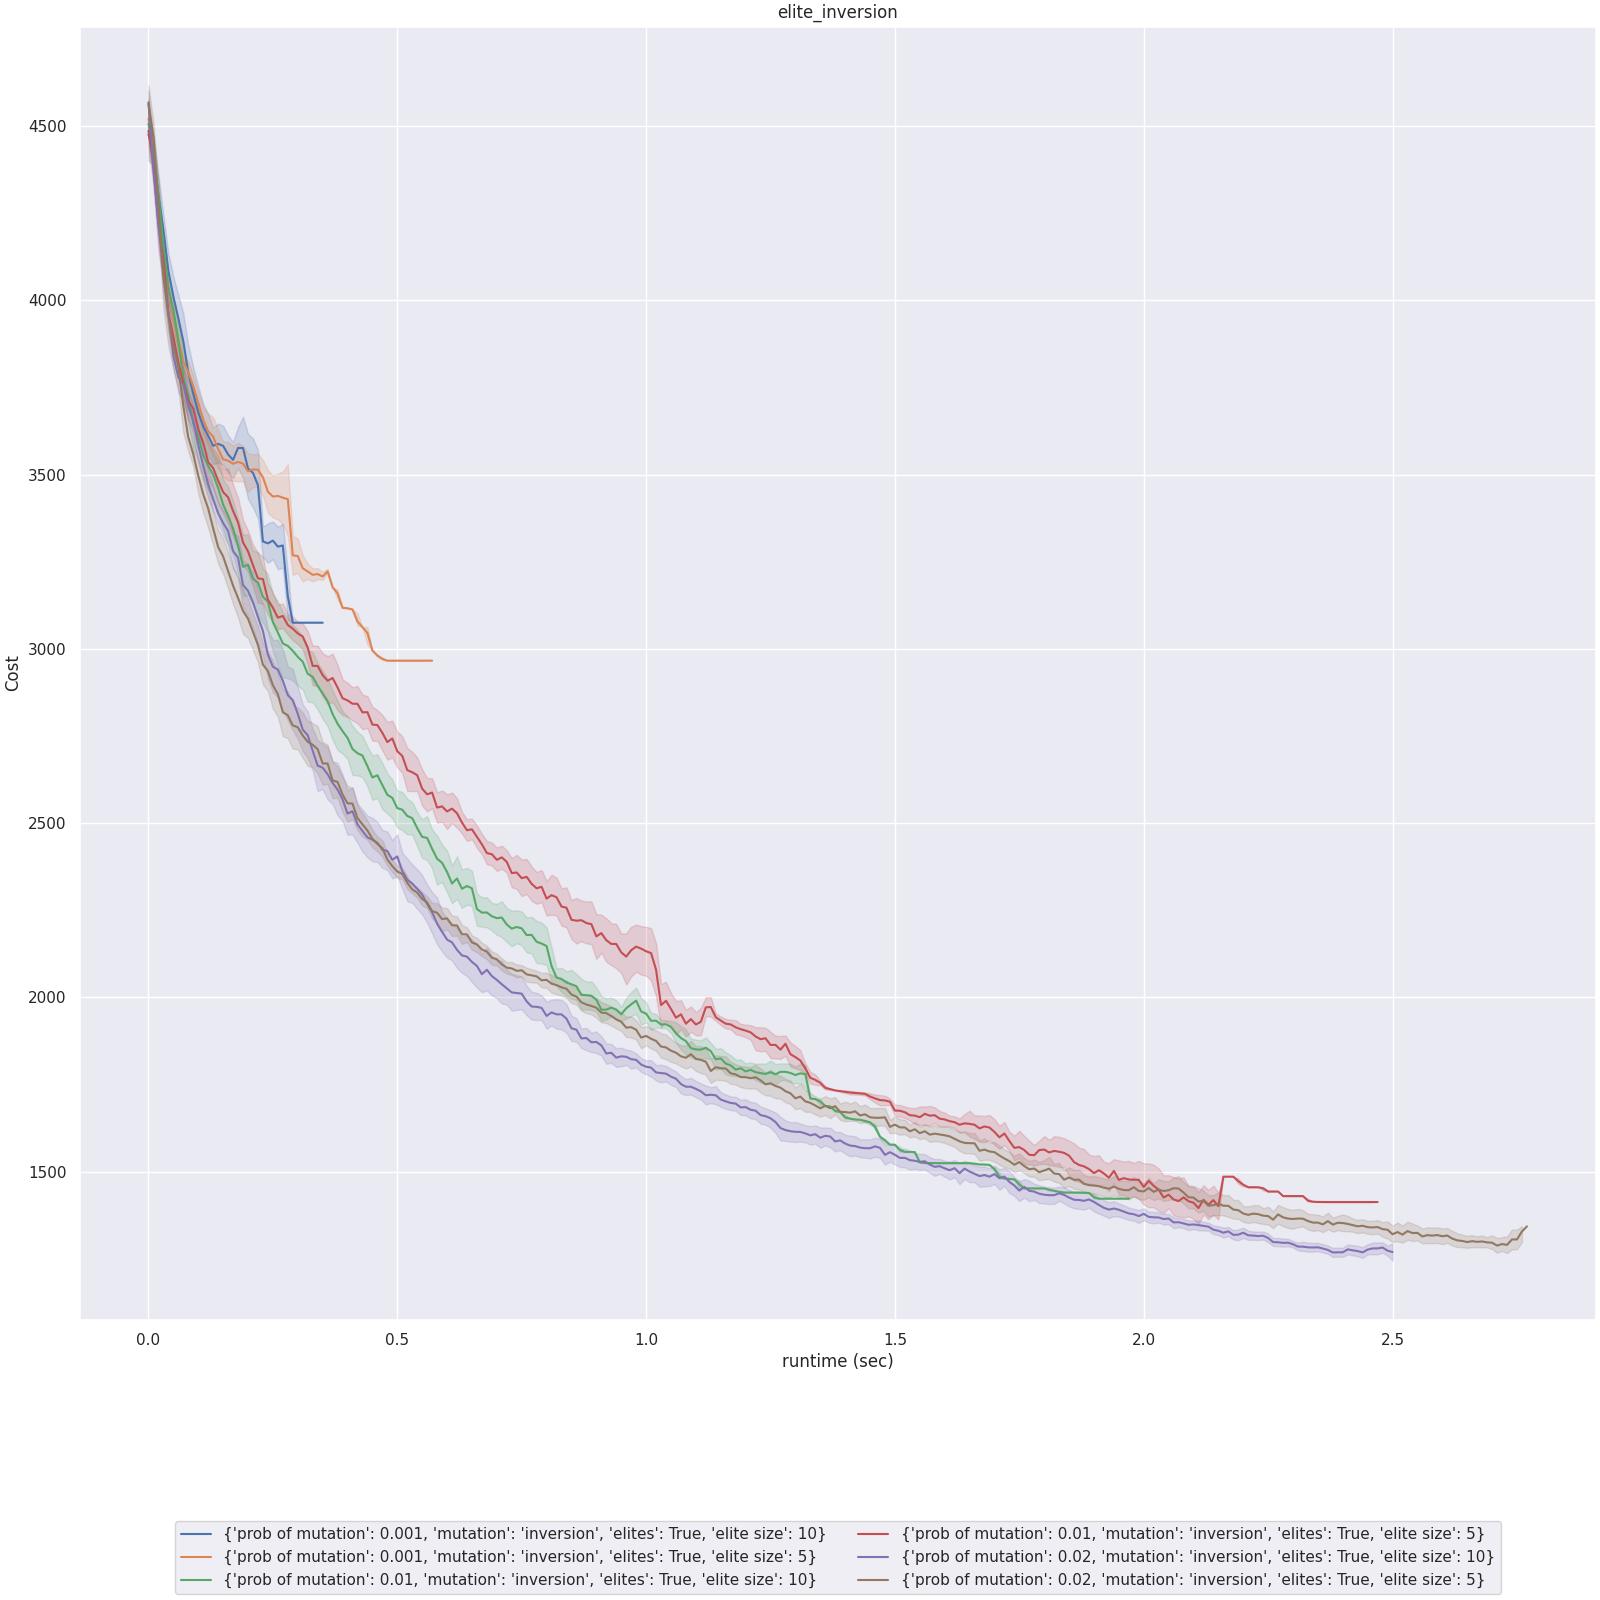 elite_inversion
4500
4000
3500
3000
2500
2000
1500
Cost
0.0 0.5 1.0 1.5 2.0 2.5
runtime (sec)
{'prob of mutation': 0.001, 'mutation': 'inversion', 'elites': True, 'elite size': 10}
{'prob of mutation': 0.001, 'mutation': 'inversion', 'elites': True, 'elite size': 5}
{'prob of mutation': 0.01, 'mutation': 'inversion', 'elites': True, 'elite size': 10}
{'prob of mutation': 0.01, 'mutation': 'inversion', 'elites': True, 'elite size': 5}
{'prob of mutation': 0.02, 'mutation': 'inversion', 'elites': True, 'elite size': 10}
{'prob of mutation': 0.02, 'mutation': 'inversion', 'elites': True, 'elite size': 5}